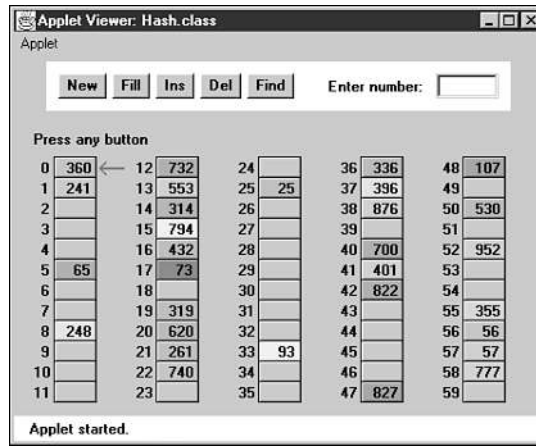 Applet Viewer: Hash.class
Applet
New Fill Ins Del Find Enter number:
Press any button
0 360 12 732 24 36 336 48 107
1 241 13 553 25 25 37 396 49
2 14 314 26 38 876 50 530
3 15 794 27 39 51
4 16 432 28 40 700 52 952
5 65 17 73 29 41 401 53
6 18 30 42 822 54
7 19 319 31 43 55 355
8 248 20 620 32 44 56 56
9 21 261 33 93 45 57 57
10 22 740 34 46 58 777
11 23 35 47 827 59
Applet started.